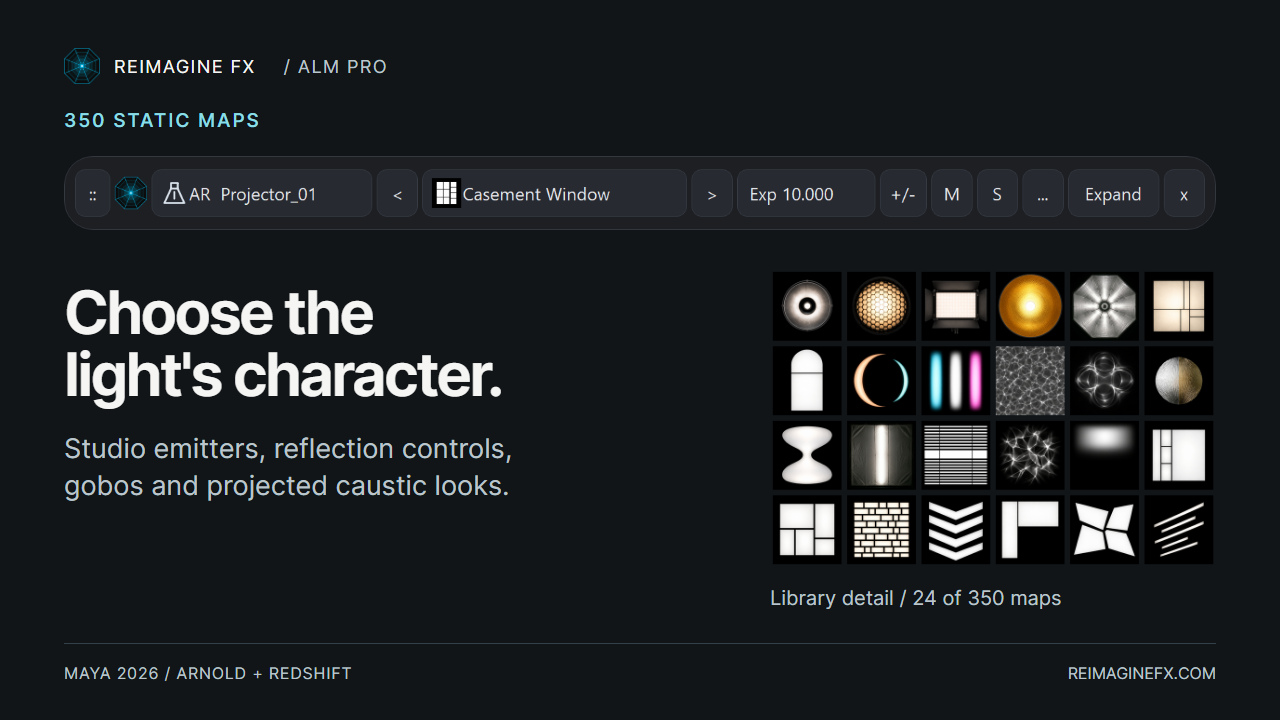 REIMAGINE FX / ALM PRO
350 STATIC MAPS
:: AR Projector_01 < Casement Window > Exp 10.000 +/- M S ... Expand x
Choose the
light's character.
Studio emitters, reflection controls,
gobos and projected caustic looks.
Library detail / 24 of 350 maps
MAYA 2026 / ARNOLD + REDSHIFT
REIMAGINEFX.COM